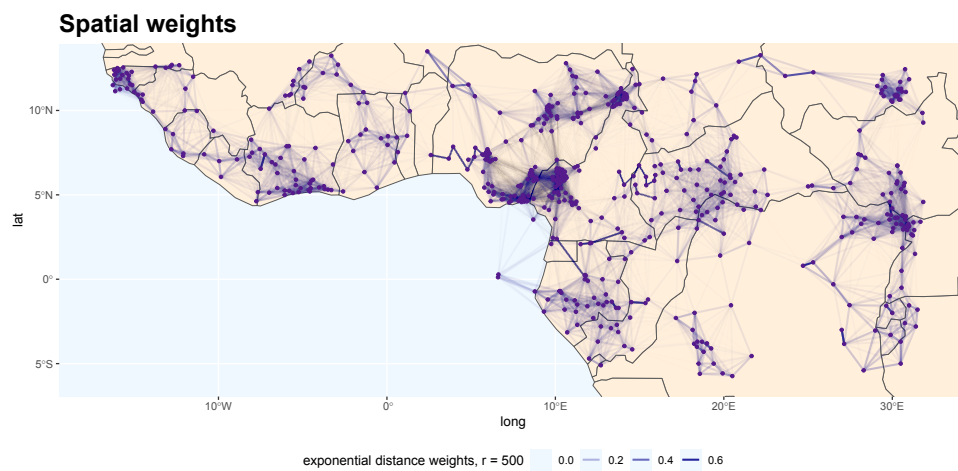 Spatial weights
10°N
5°N
0°
5°S
lat
10°W 0° 10°E 20°E 30°E
long
exponential distance weights, r = 500 0.0 0.2 0.4 0.6